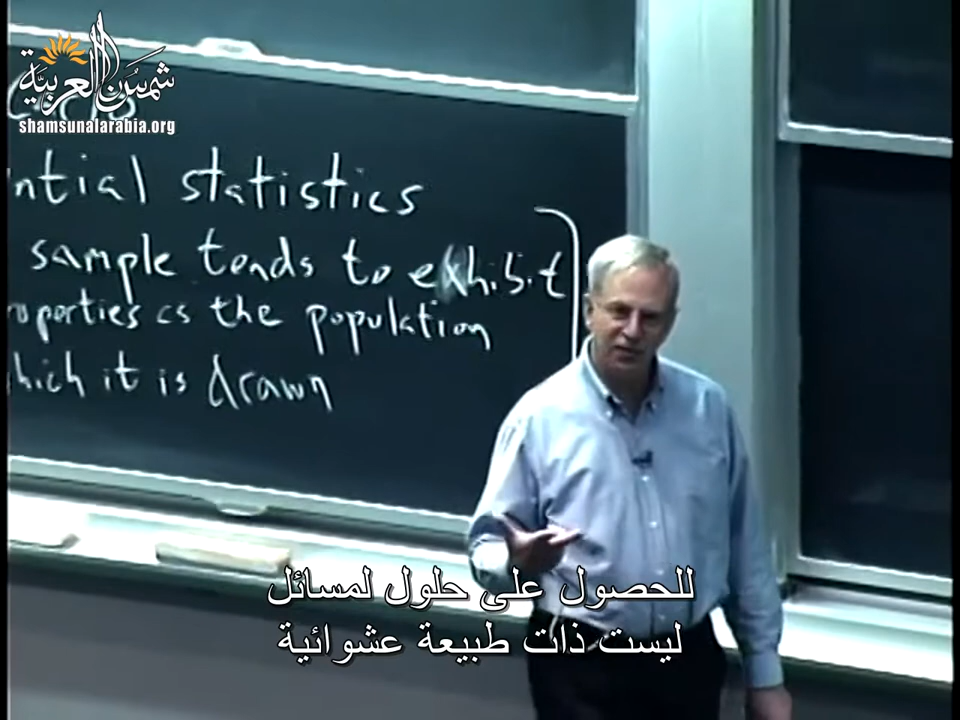 شمس العربية
shamsunalarabia.org
ntial statistics
sample tends to exhibit
roperties as the population
which it is drawn
للحصول على حلول لمسائل
ليست ذات طبيعة عشوائية